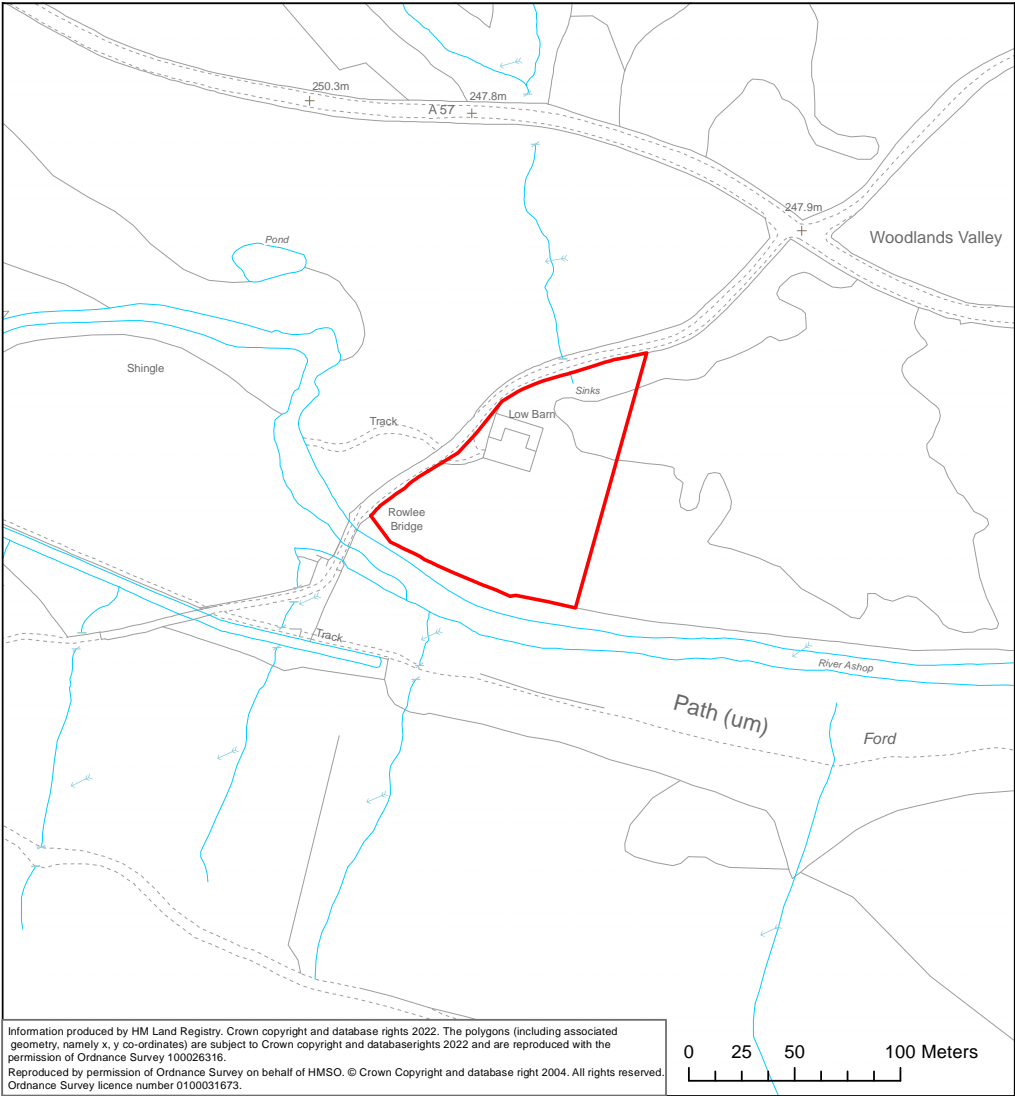 250.3m
247.8m
A 57
247.9m
Woodlands Valley
Pond
Shingle
Sinks
Low Barn
Track
Rowlee
Bridge
Track
River Ashop
Path (um)
Ford
Information produced by HM Land Registry. Crown copyright and database rights 2022. The polygons (including associated
geometry, namely x, y co-ordinates) are subject to Crown copyright and databaserights 2022 and are reproduced with the
permission of Ordnance Survey 100026316.
Reproduced by permission of Ordnance Survey on behalf of HMSO. © Crown Copyright and database right 2004. All rights reserved.
Ordnance Survey licence number 0100031673.
0 25 50 100 Meters